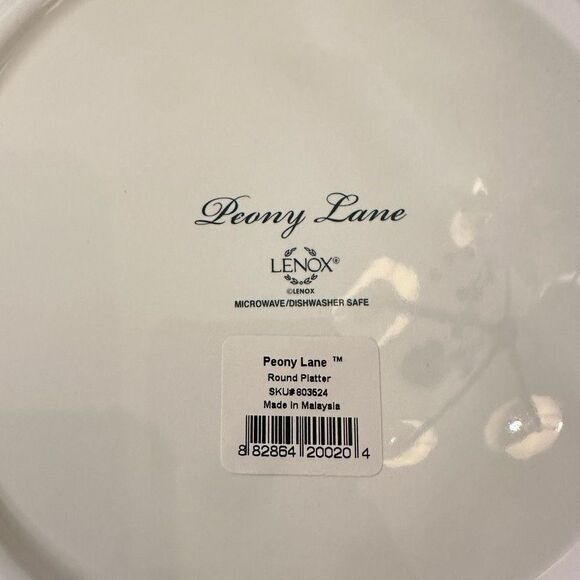 Peony Lane
LENOX®
©LENOX
MICROWAVE/DISHWASHER SAFE
Peony Lane ™
Round Platter
SKU#803524
Made in Malaysia
8 82864 20020 4